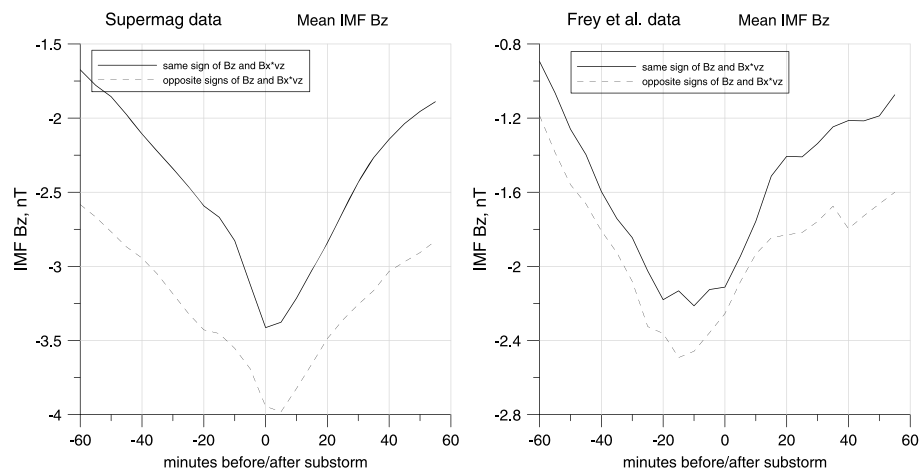 Supermag data Mean IMF Bz
-1.5
same sign of Bz and Bx*vz
opposite signs of Bz and Bx*vz
-2
-2.5
-3
-3.5
-4
IMF Bz, nT
-60 -40 -20 0 20 40 60
minutes before/after substorm
Frey et al. data Mean IMF Bz
-0.8
same sign of Bz and Bx*vz
opposite signs of Bz and Bx*vz
-1.2
-1.6
-2
-2.4
-2.8
IMF Bz, nT
-60 -40 -20 0 20 40 60
minutes before/after substorm